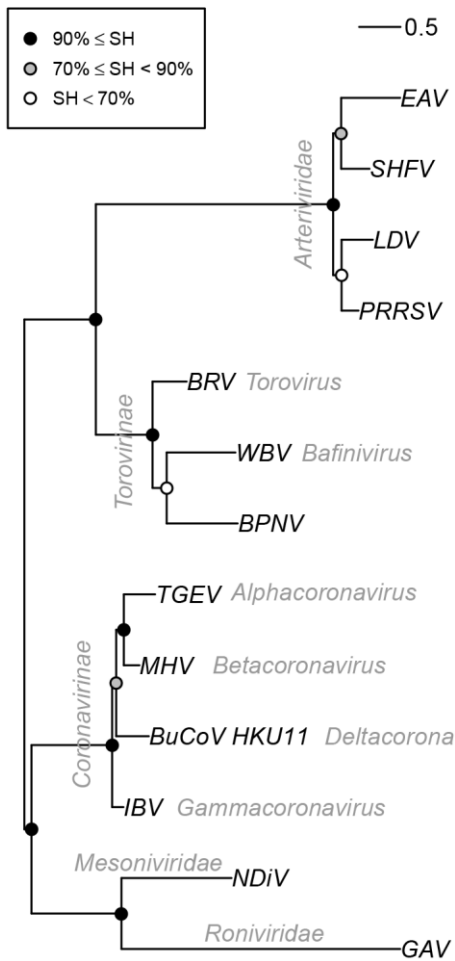 90% ≤ SH
70% ≤ SH < 90%
SH < 70%
0.5
EAV
SHFV
Arteriviridae
LDV
PRRSV
BRV Torovirus
Torovirinae
WBV Bafinivirus
BPNV
TGEV Alphacoronavirus
MHV Betacoronavirus
Coronavirinae
BuCoV HKU11 Deltacorona
IBV Gammacoronavirus
Mesoniviridae
NDiV
Roniviridae
GAV